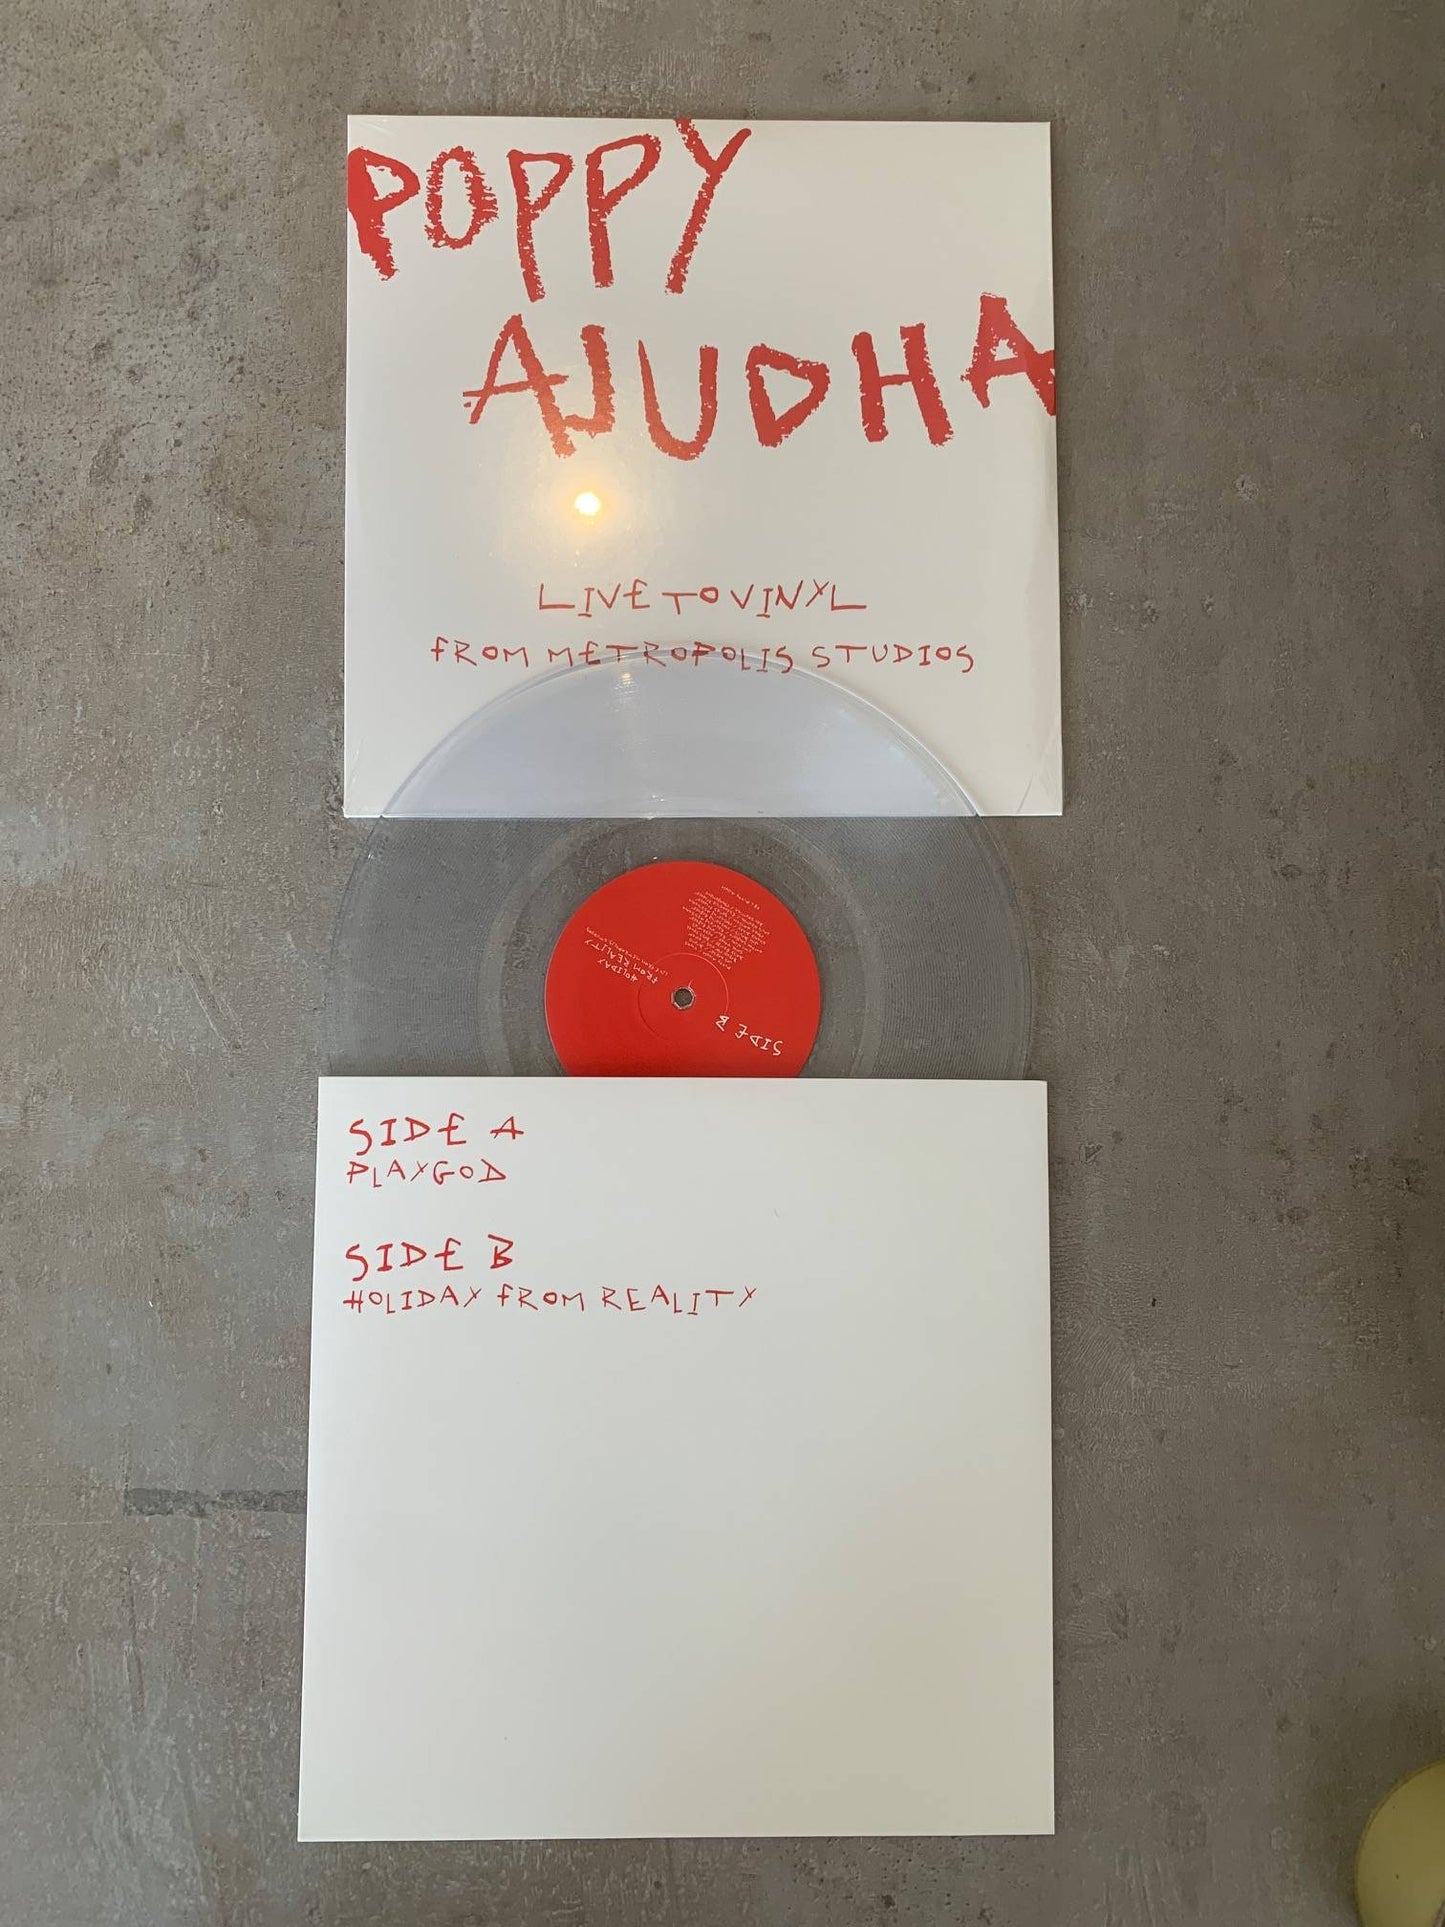 POPPY
AJUDHA
LIVE TO VINYL
FROM METROPOLIS STUDIOS
HOLIDAY
FROM REALITY
SIDE B
SIDE A
PLAYGOD
SIDE B
HOLIDAY FROM REALITY